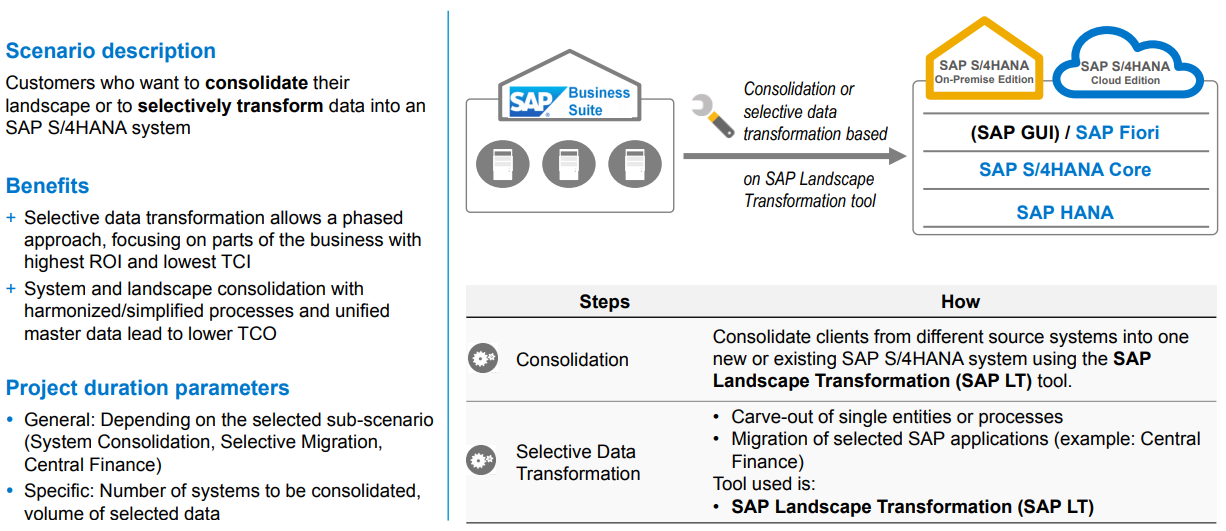 Scenario description
Customers who want to consolidate their
landscape or to selectively transform data into an
SAP S/4HANA system
Benefits
+ Selective data transformation allows a phased
approach, focusing on parts of the business with
highest ROI and lowest TCI
+ System and landscape consolidation with
harmonized/simplified processes and unified
master data lead to lower TCO
Project duration parameters
• General: Depending on the selected sub-scenario
(System Consolidation, Selective Migration,
Central Finance)
• Specific: Number of systems to be consolidated,
volume of selected data
SAP® Business
Suite
Consolidation or
selective data
transformation based
on SAP Landscape
Transformation tool
SAP S/4HANA
On-Premise Edition
SAP S/4HANA
Cloud Edition
(SAP GUI) / SAP Fiori
SAP S/4HANA Core
SAP HANA
Steps
How
Consolidation
Consolidate clients from different source systems into one
new or existing SAP S/4HANA system using the SAP
Landscape Transformation (SAP LT) tool.
Selective Data
Transformation
• Carve-out of single entities or processes
• Migration of selected SAP applications (example: Central
Finance)
Tool used is:
• SAP Landscape Transformation (SAP LT)